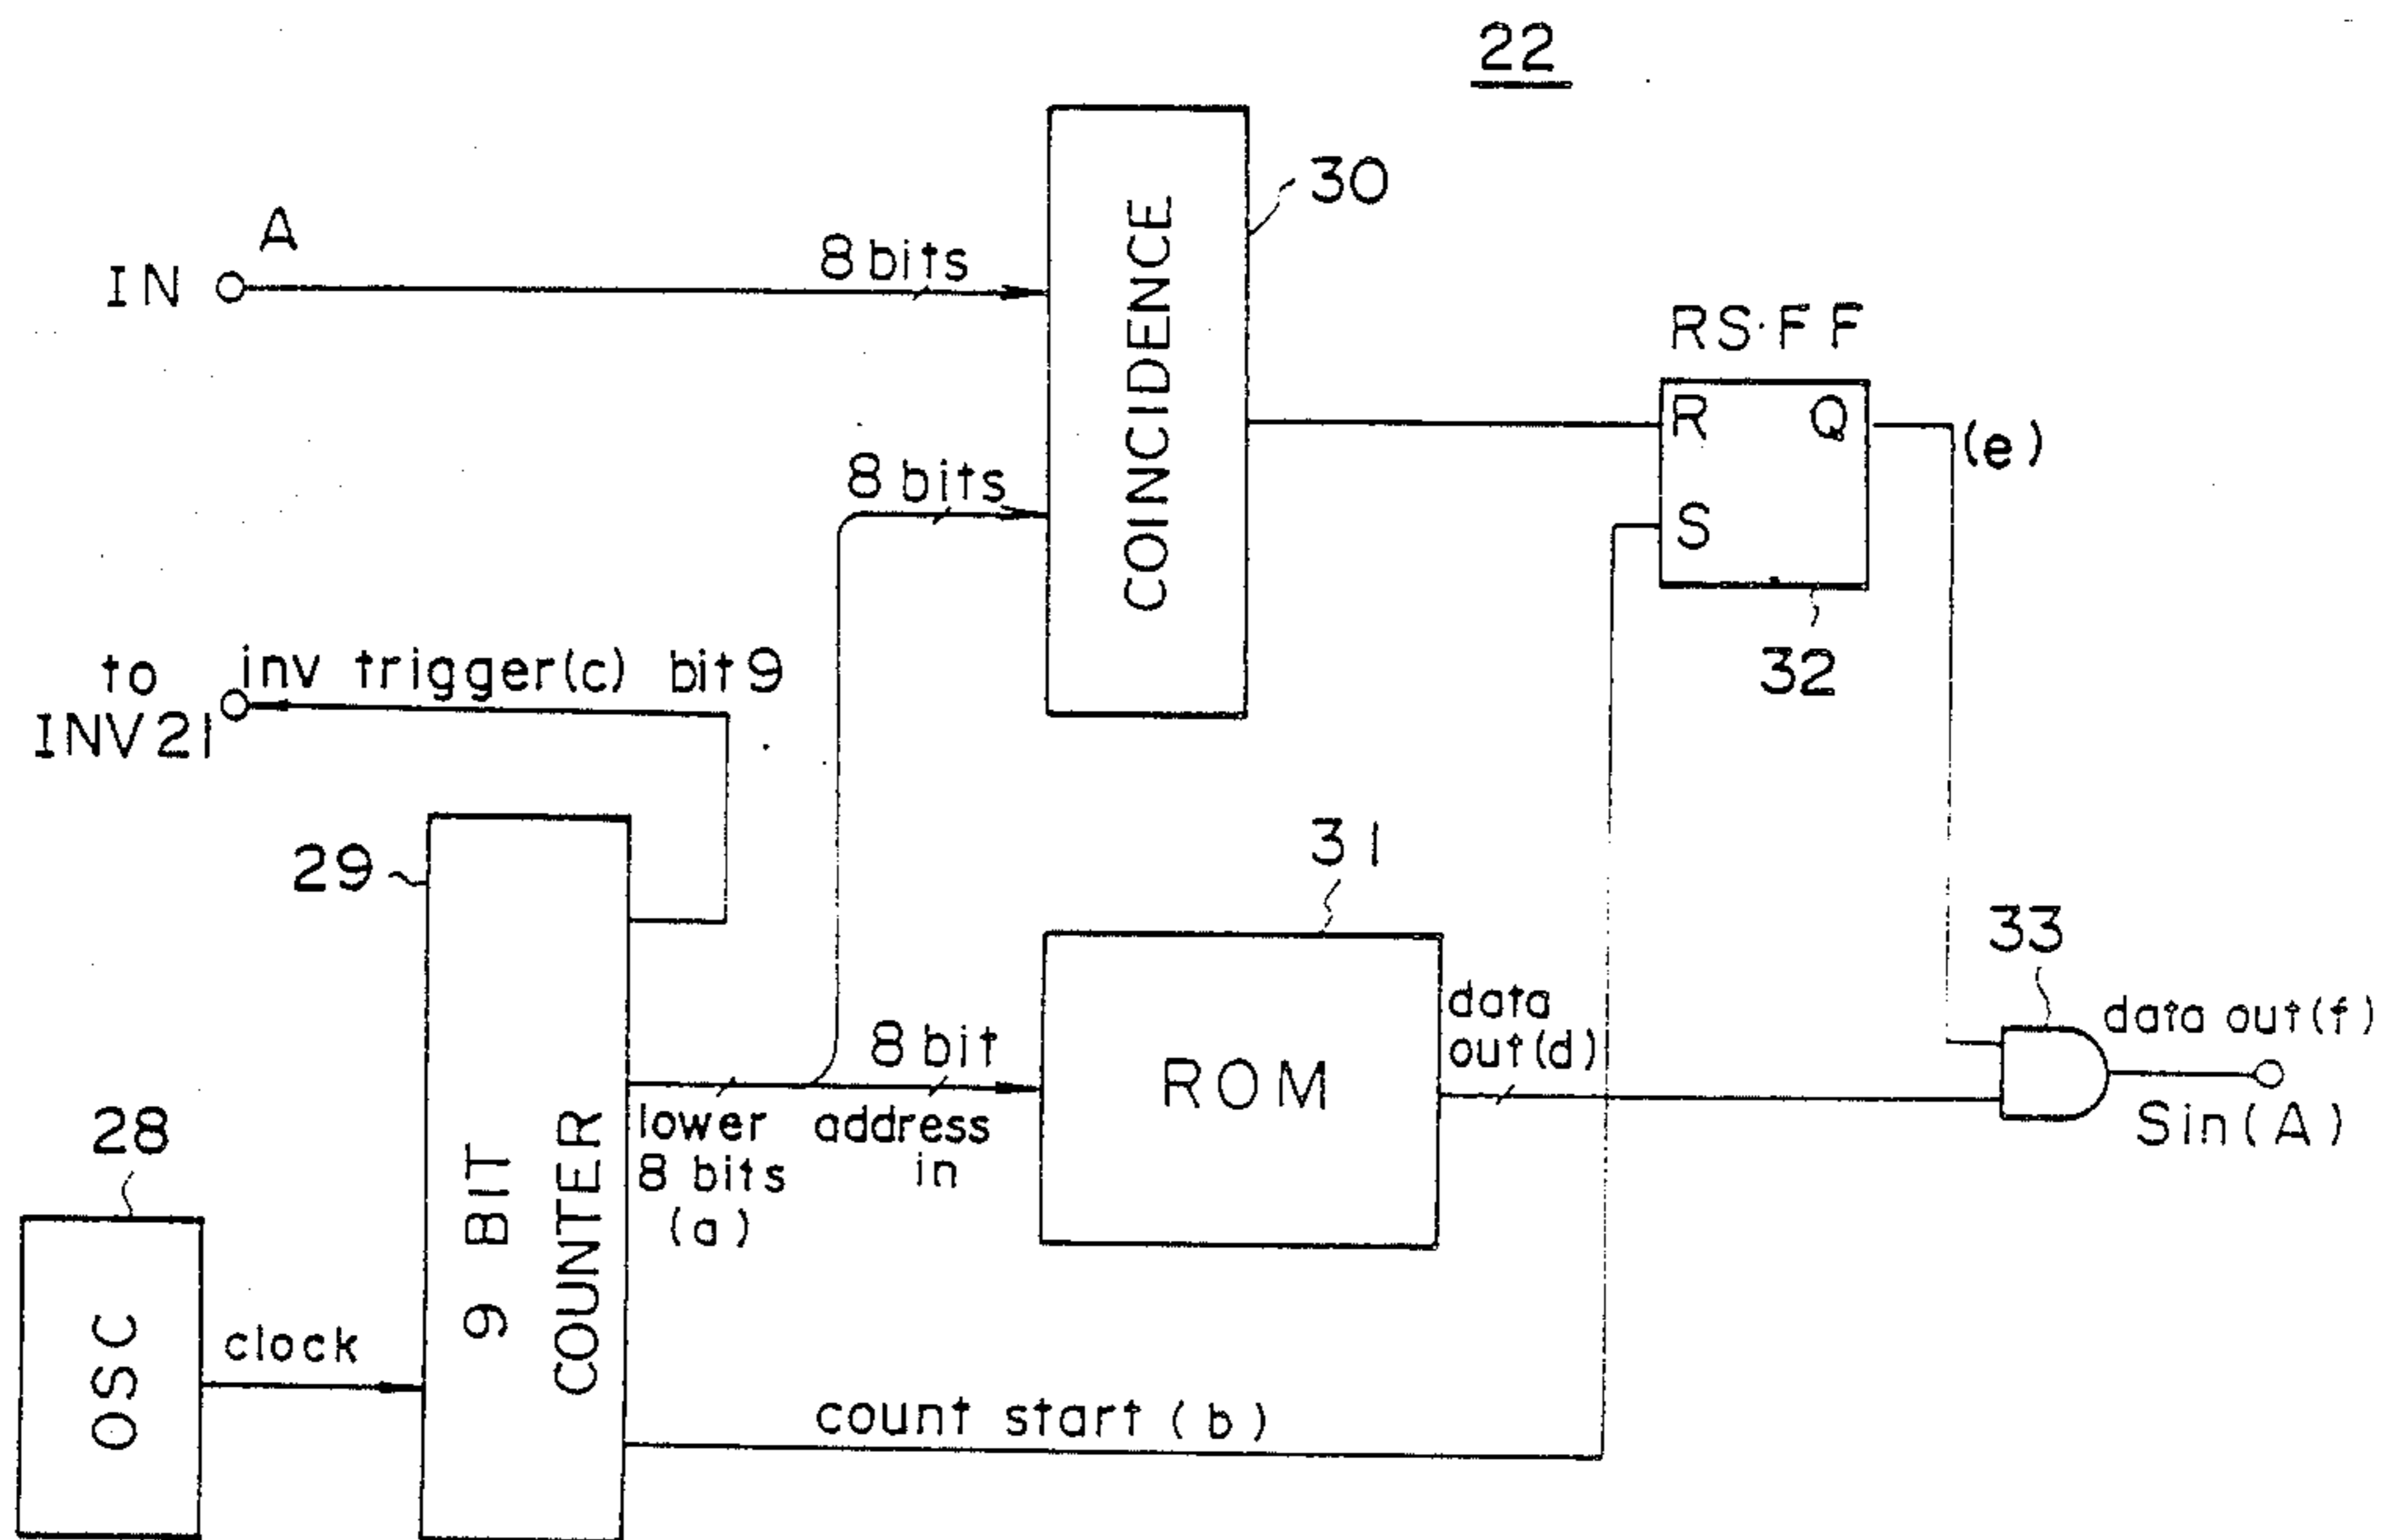 22
30
A
IN
8 bits
COINCIDENCE
RS·FF
R Q
(e)
8 bits
S
32
to
INV21
inv trigger(c) bit 9
29
31
33
9 BIT
COUNTER
8 bit
lower
8 bits
(a)
address
in
ROM
data
out(d)
data out(f)
Sin(A)
28
OSC
clock
count start (b)